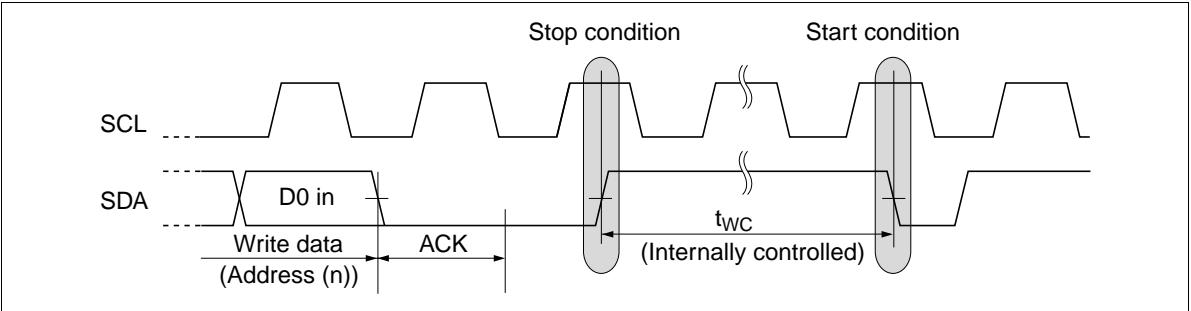 Stop condition Start condition
SCL
SDA
D0 in
tWC
Write data ACK (Internally controlled)
(Address (n))